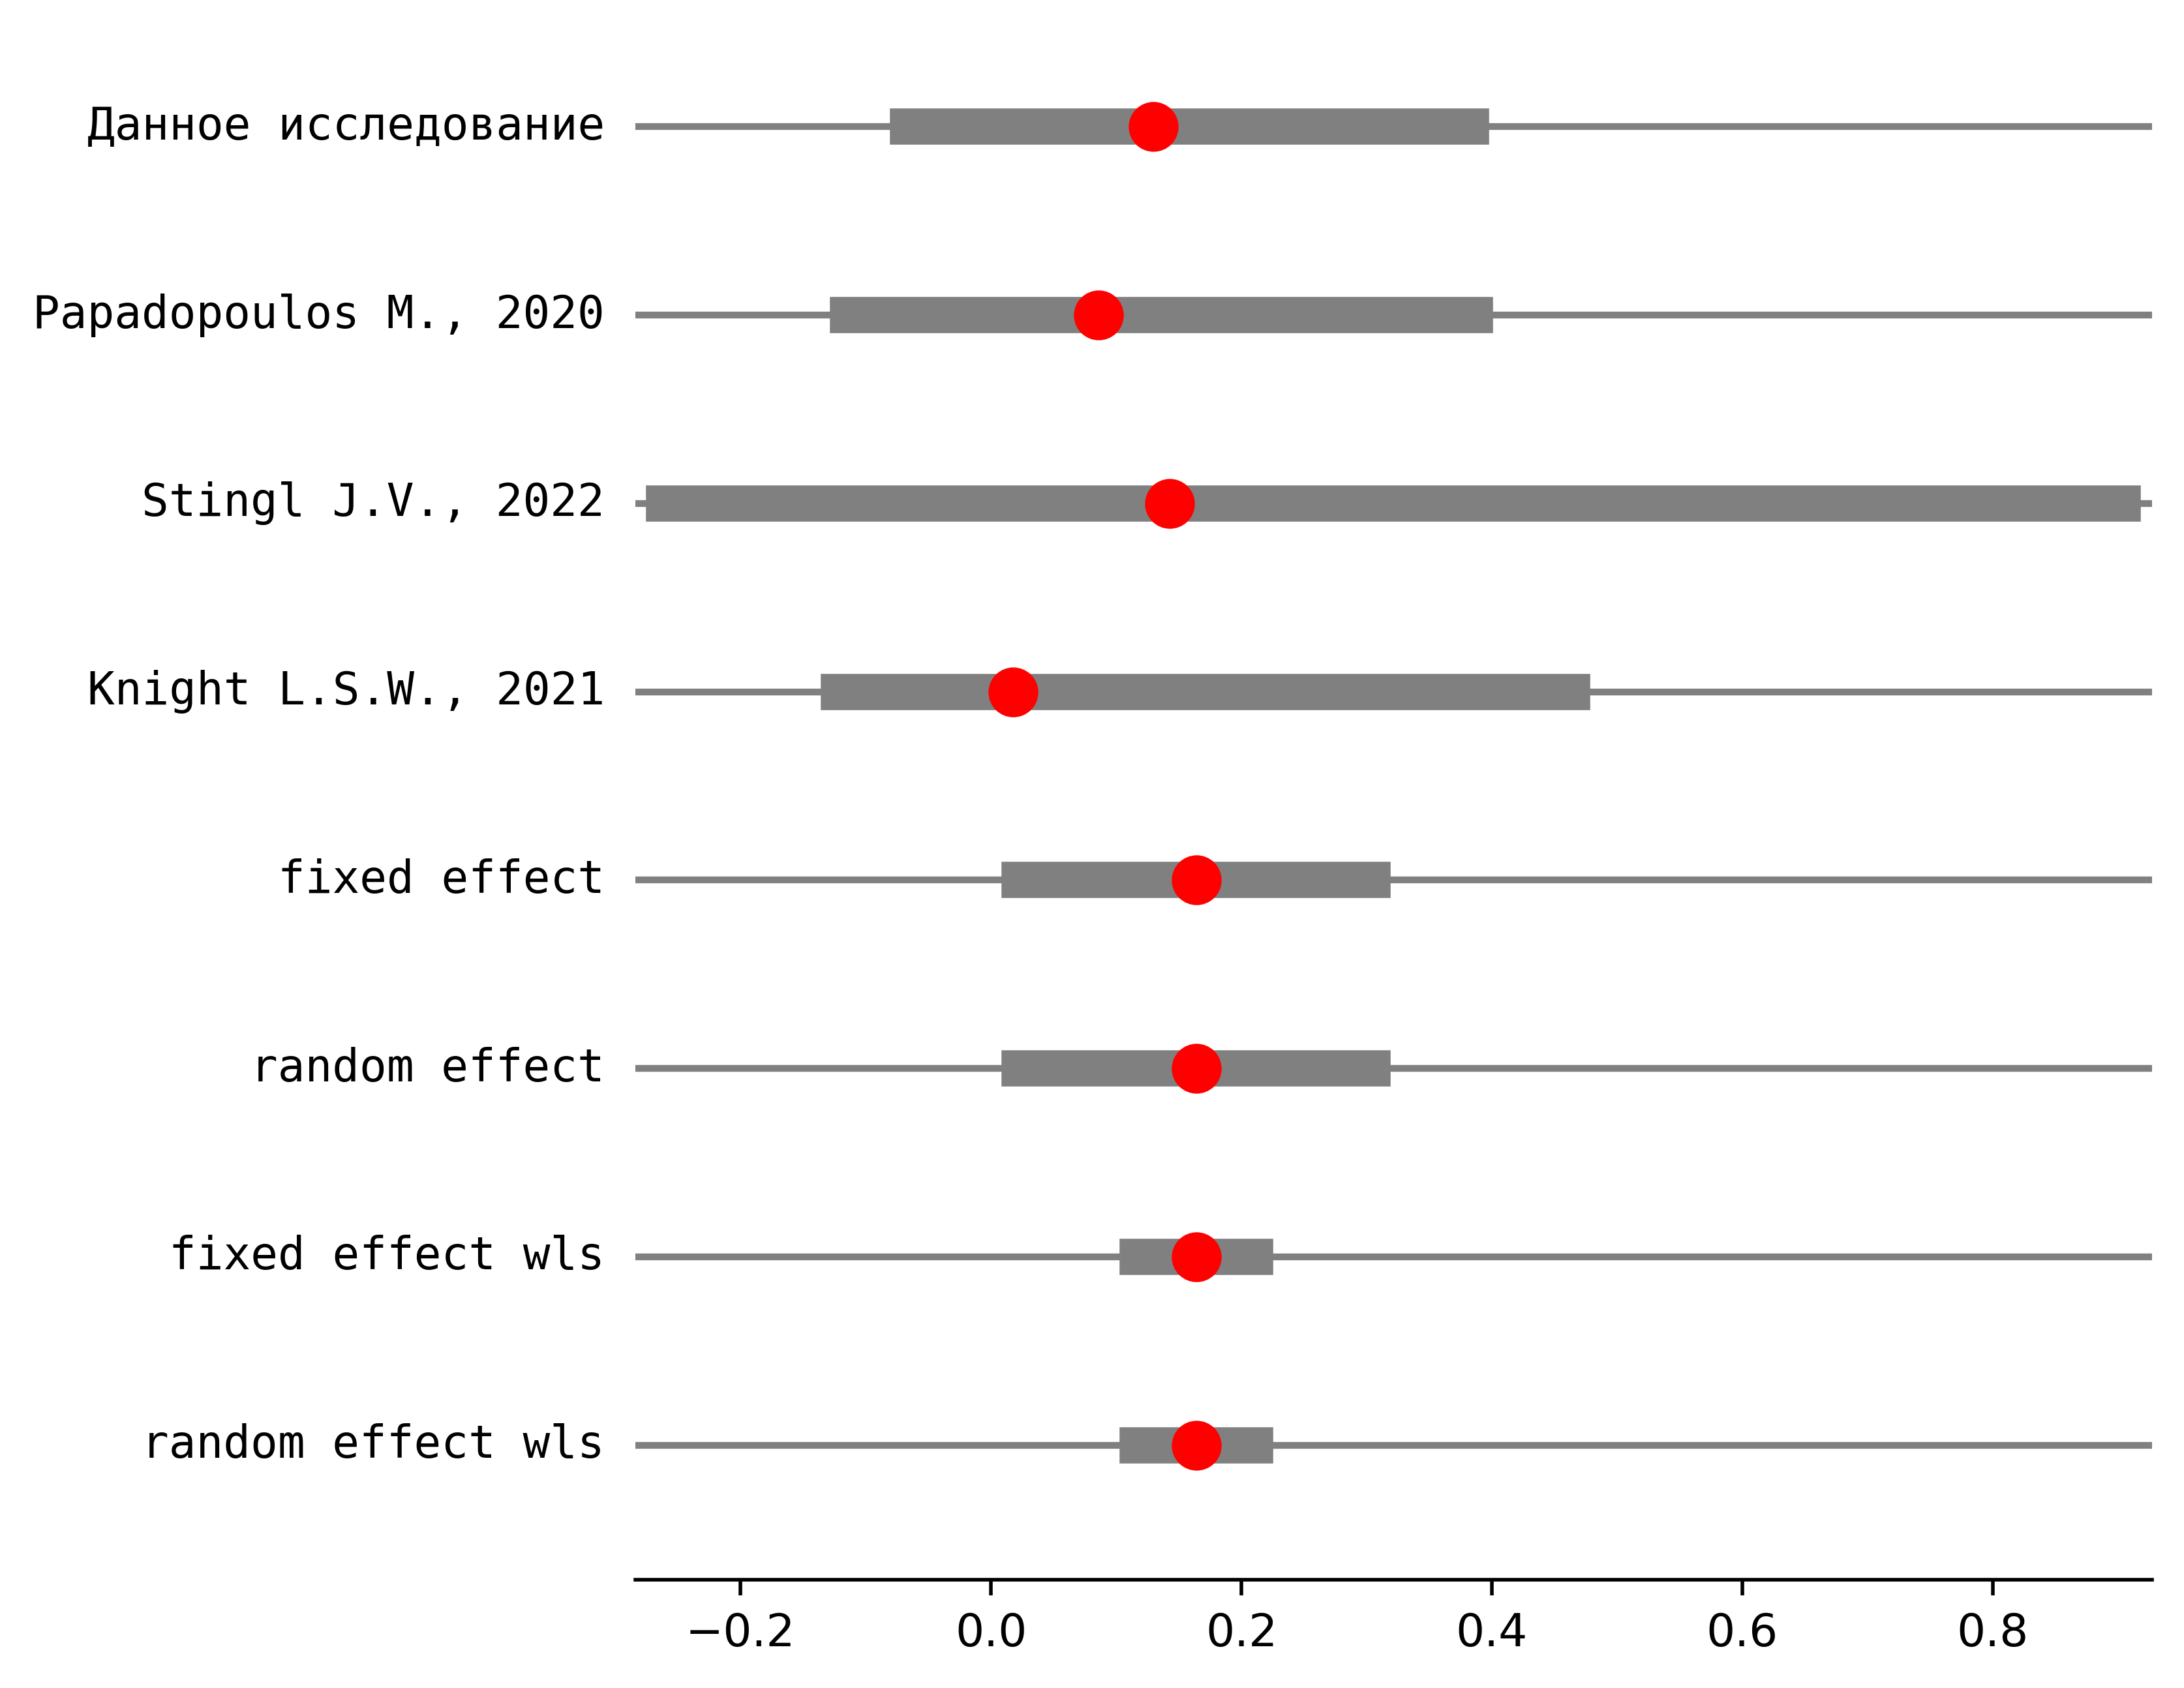 Данное исследование
Papadopoulos M., 2020
Stingl J.V., 2022
Knight L.S.W., 2021
fixed effect
random effect
fixed effect wls
random effect wls
−0.2 0.0 0.2 0.4 0.6 0.8